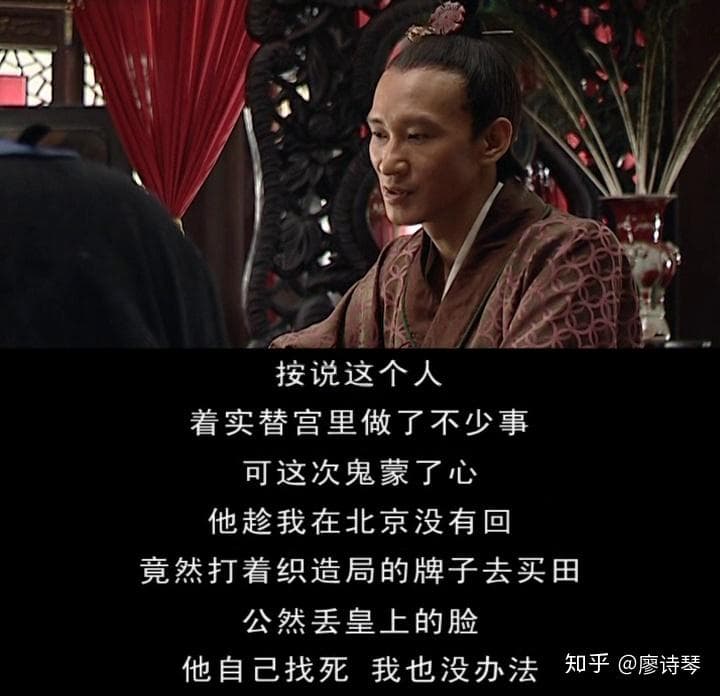 按说这个人
着实替宫里做了不少事
可这次鬼蒙了心
他趁我在北京没有回
竟然打着织造局的牌子去买田
公然丢皇上的脸
他自己找死 我也没办法
知乎 @廖诗琴